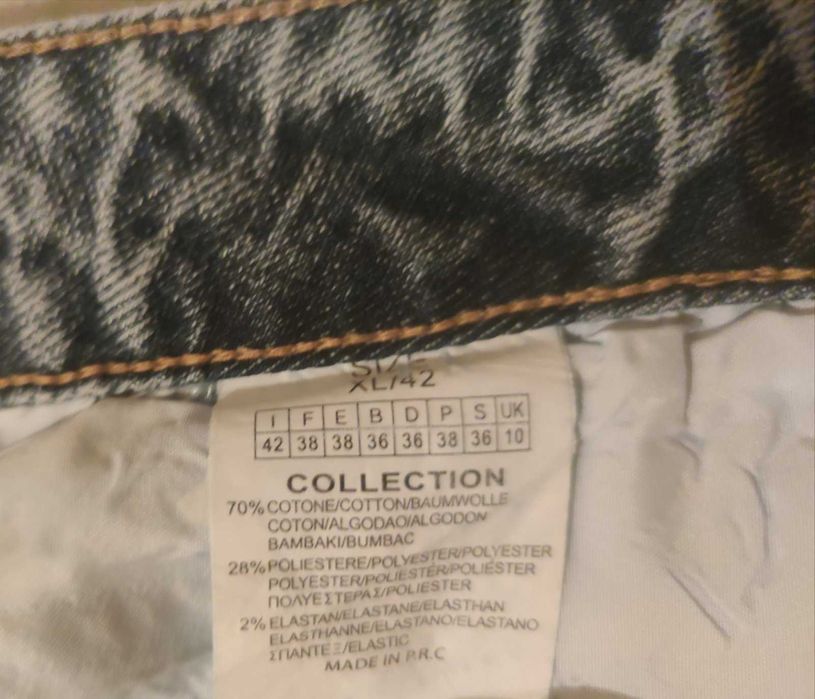 SIZE
XL/42
I F E B D P S UK
42 38 38 36 36 38 36 10
COLLECTION
70% COTONE/COTTON/BAUMWOLLE
COTON/ALGODAO/ALGODON
BAMBAKI/BUMBAC
28% POLIESTERE/POLYESTER/POLYESTER
POLYESTER/POLIESTER/POLIÉSTER
ΠΟΛΥΕΣΤΕΡΑΣ/POLIESTER
2% ELASTAN/ELASTANE/ELASTHAN
ELASTHANNE/ELASTANO/ELASTANO
ΣΠΑΝΤΕΞ/ELASTIC
MADE IN P.R.C